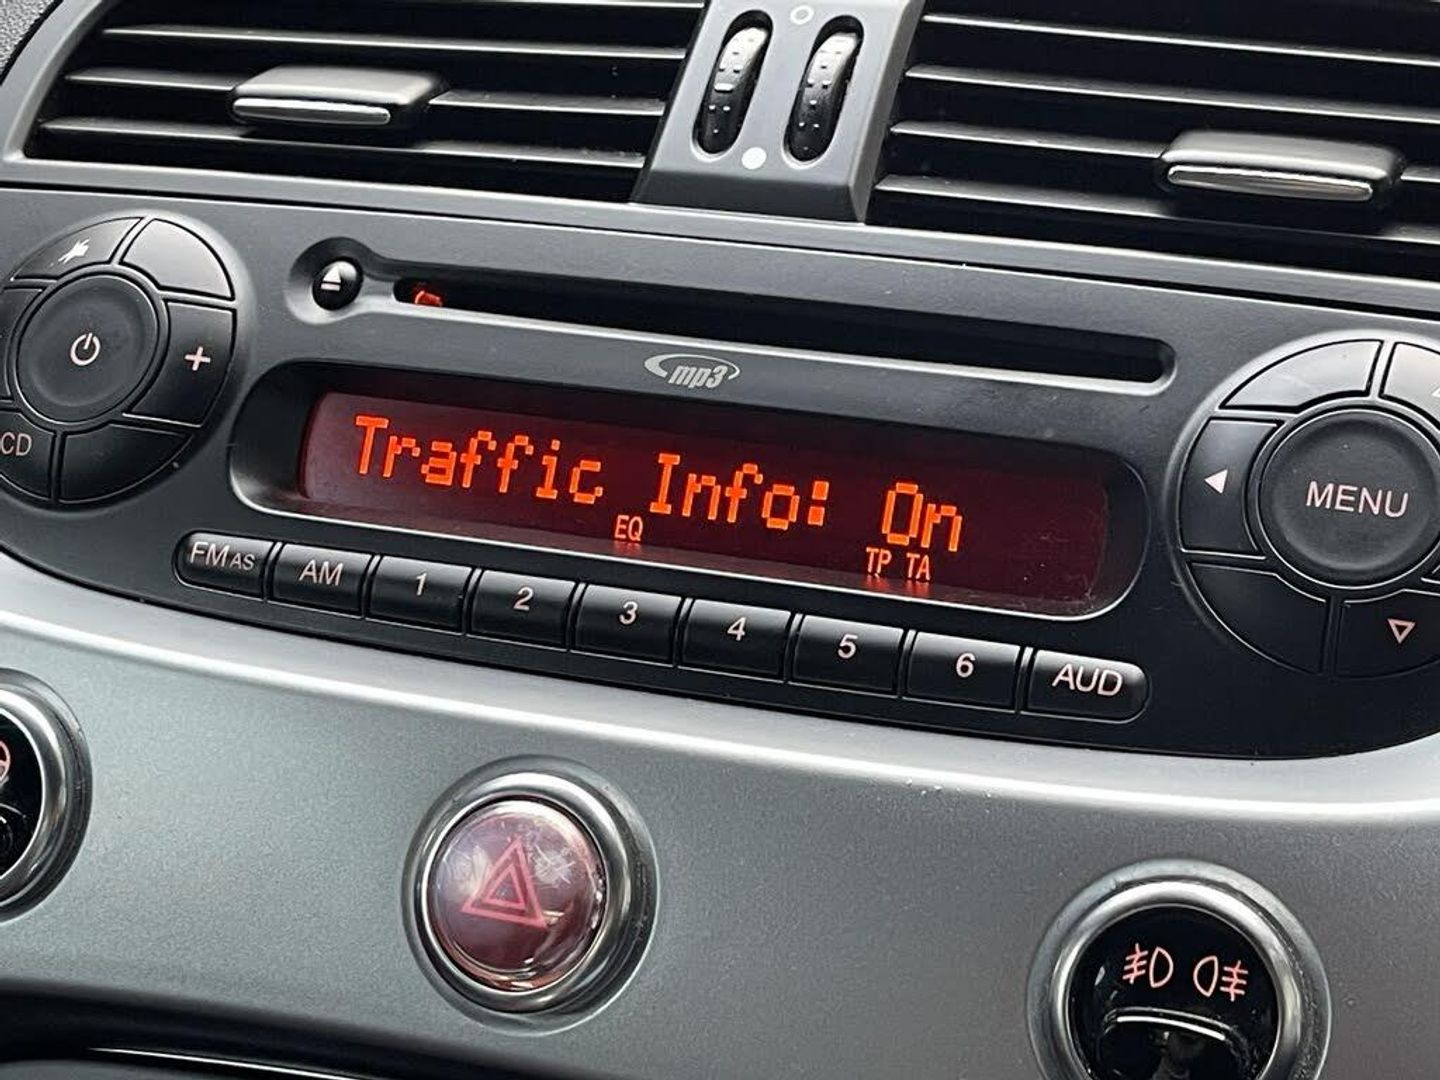 mp3
Traffic Info: On
EQ TP TA
CD
FM AS AM 1 2 3 4 5 6 AUD
MENU